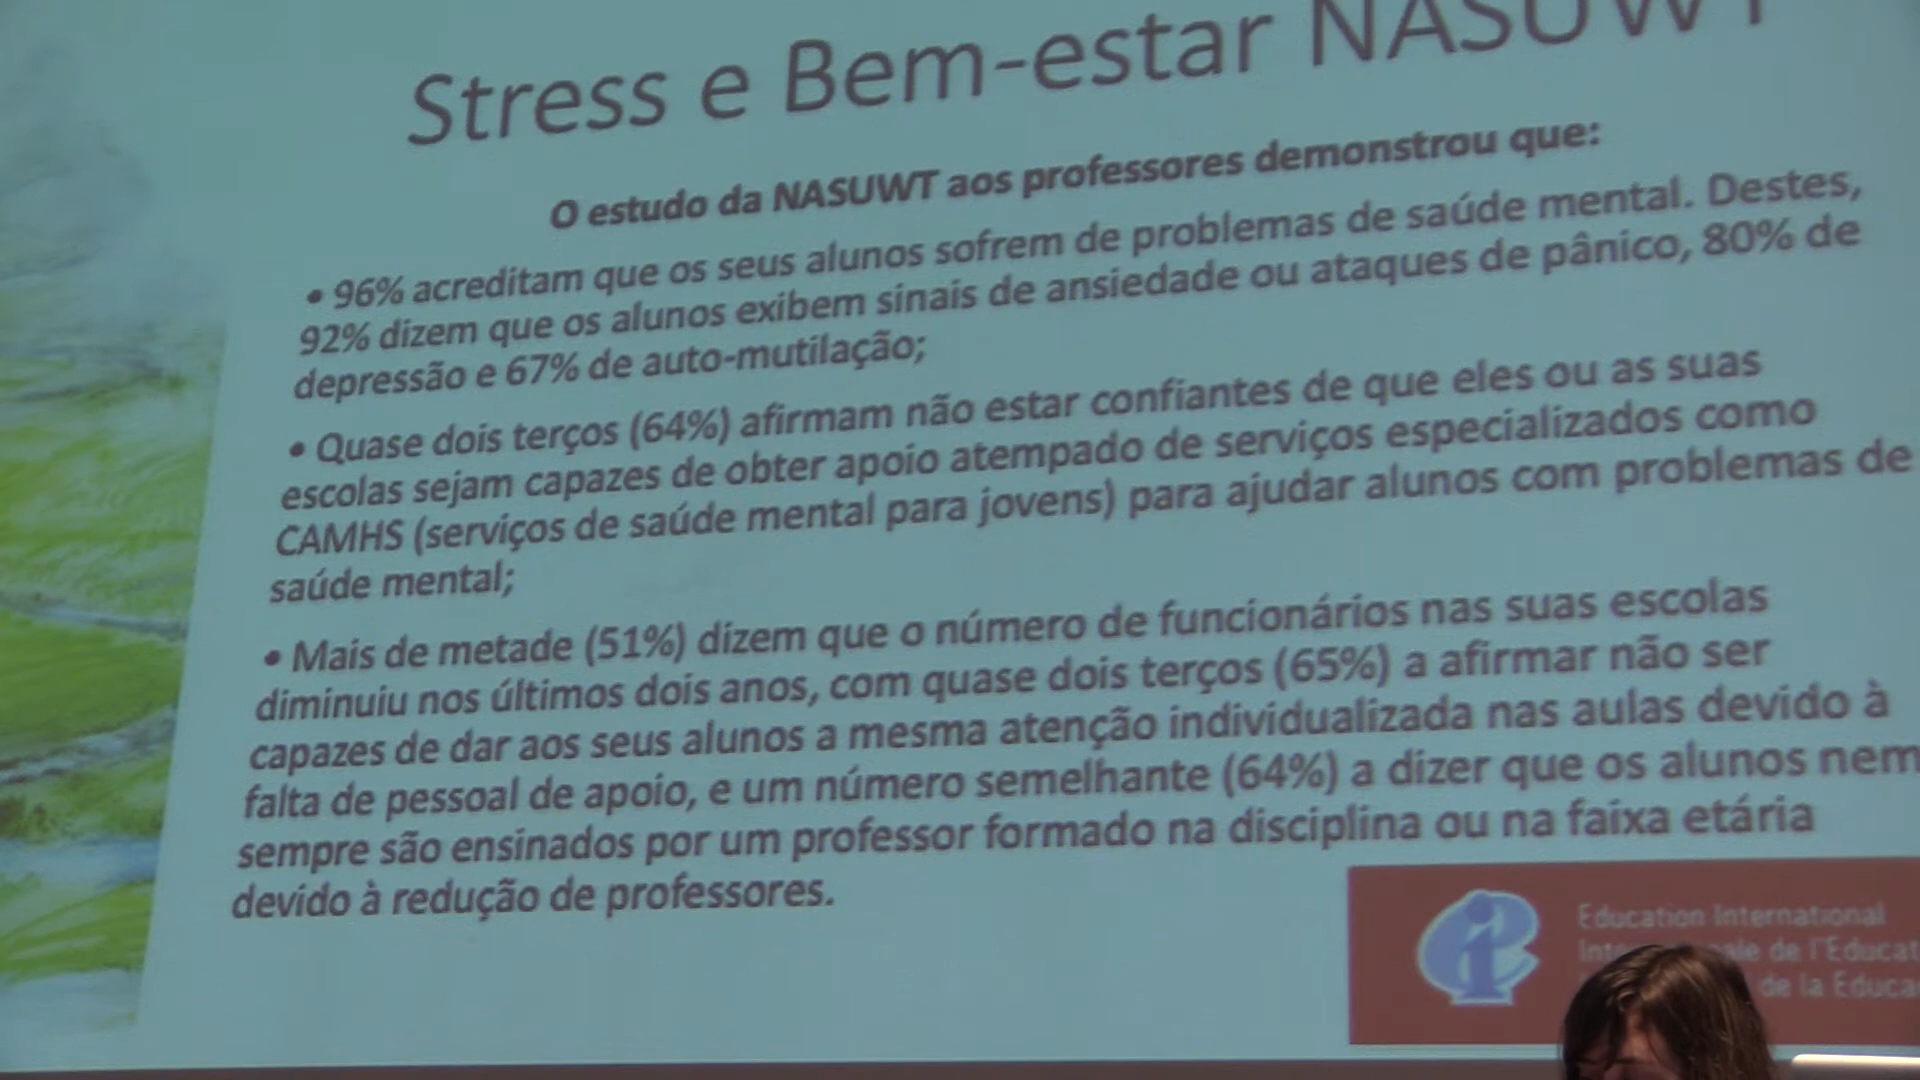 Stress e Bem-estar NASUWT
O estudo da NASUWT aos professores demonstrou que:
• 96% acreditam que os seus alunos sofrem de problemas de saúde mental. Destes,
92% dizem que os alunos exibem sinais de ansiedade ou ataques de pânico, 80% de
depressão e 67% de auto-mutilação;
• Quase dois terços (64%) afirmam não estar confiantes de que eles ou as suas
escolas sejam capazes de obter apoio atempado de serviços especializados como
CAMHS (serviços de saúde mental para jovens) para ajudar alunos com problemas de
saúde mental;
• Mais de metade (51%) dizem que o número de funcionários nas suas escolas
diminuiu nos últimos dois anos, com quase dois terços (65%) a afirmar não ser
capazes de dar aos seus alunos a mesma atenção individualizada nas aulas devido à
falta de pessoal de apoio, e um número semelhante (64%) a dizer que os alunos nem
sempre são ensinados por um professor formado na disciplina ou na faixa etária
devido à redução de professores.
ei
Education International
de l'Educat
de la Educa